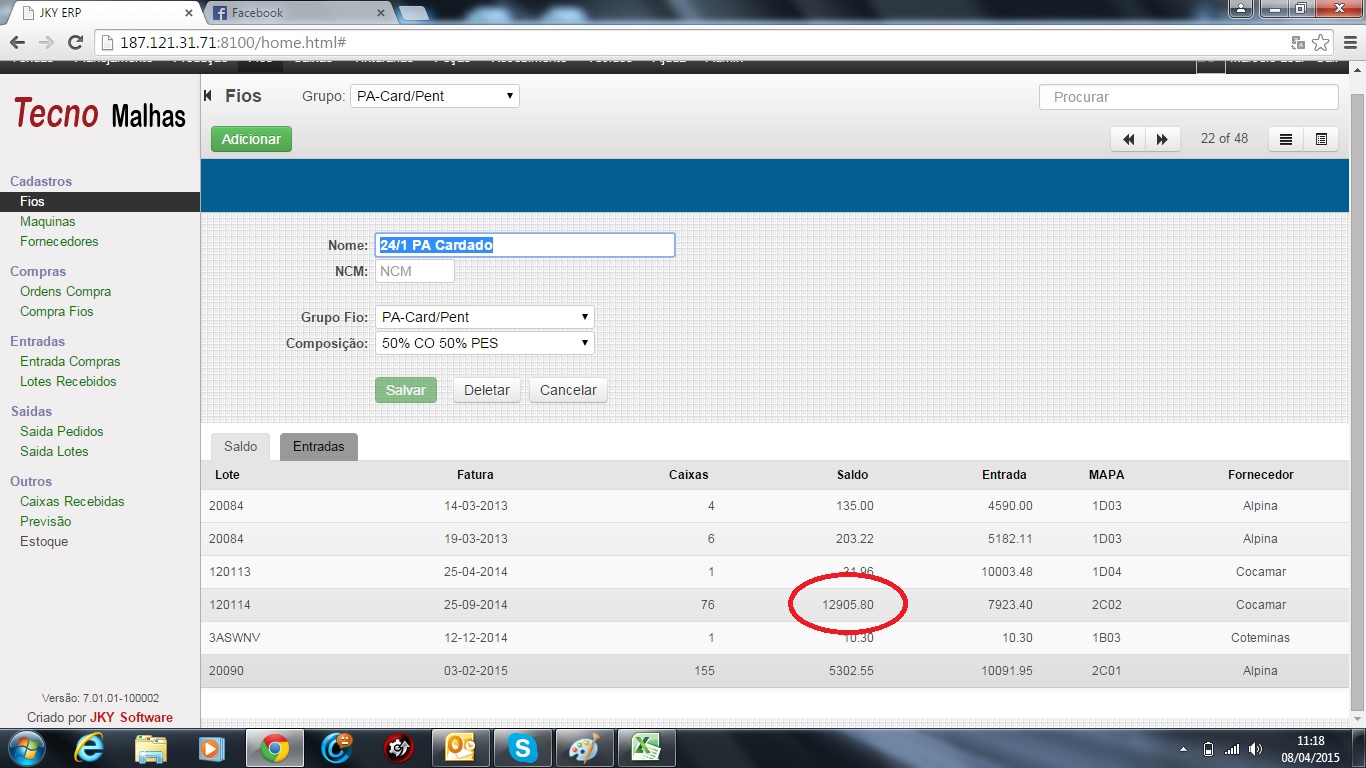 JKY ERP
Facebook
187.121.31.71:8100/home.html#
Tecno Malhas
Fios
Grupo: PA-Card/Pent
Procurar
Adicionar
22 of 48
Cadastros
Fios
Maquinas
Fornecedores
Compras
Ordens Compra
Compra Fios
Entradas
Entrada Compras
Lotes Recebidos
Saidas
Saida Pedidos
Saida Lotes
Outros
Caixas Recebidas
Previsão
Estoque
Versão: 7.01.01-100002
Criado por JKY Software
Nome: 24/1 PA Cardado
NCM: NCM
Grupo Fio: PA-Card/Pent
Composição: 50% CO 50% PES
Salvar Deletar Cancelar
Saldo Entradas
Lote Fatura Caixas Saldo Entrada MAPA Fornecedor
20084 14-03-2013 4 135.00 4590.00 1D03 Alpina
20084 19-03-2013 6 203.22 5182.11 1D03 Alpina
120113 25-04-2014 1 31.96 10003.48 1D04 Cocamar
120114 25-09-2014 76 12905.80 7923.40 2C02 Cocamar
3ASWNV 12-12-2014 1 10.30 10.30 1B03 Coteminas
20090 03-02-2015 155 5302.55 10091.95 2C01 Alpina
11:18
08/04/2015